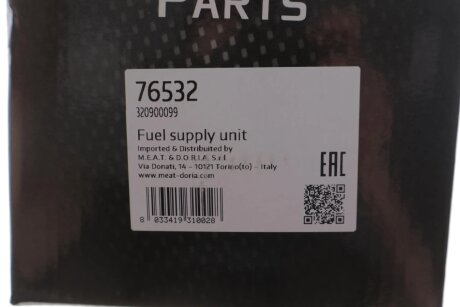 PARTS
76532
320900099
Fuel supply unit
Imported & Distributed by
M.E.A.T. & D.O.R.I.A. S.r.l.
Via Donati, 14 – 10121 Torino(to) – Italy
www.meat-doria.com
EAC
8 033419 310028